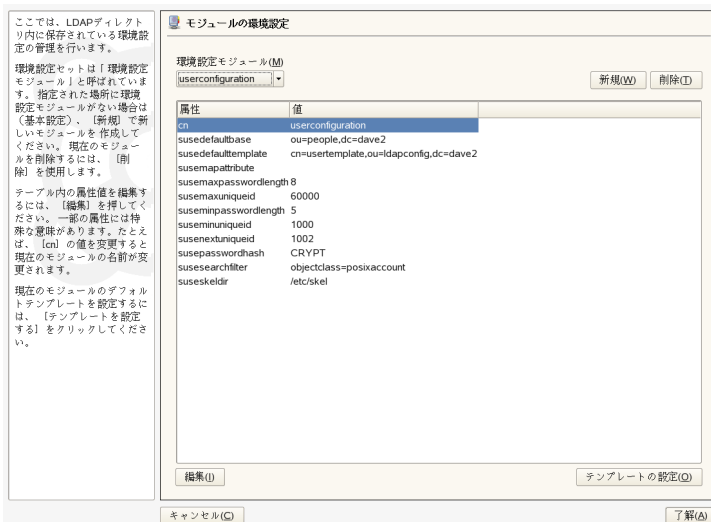 ここでは、LDAPディレクト
リ内に保存されている環境設
定の管理を行います。
環境設定セットは「環境設定
モジュール」と呼ばれていま
す。指定された場所に環境
設定モジュールがない場合は
（基本設定）、［新規］で新
しいモジュールを 作成して
ください。 現在のモジュー
ルを削除するには、［削
除］を使用します。
テーブル内の属性値を編集す
るには、［編集］を押してく
ださい。 一部の属性には特
殊な意味があります。たとえ
ば、［cn］の値を変更すると
現在のモジュールの名前が変
更されます。
現在のモジュールのデフォル
トテンプレートを設定するに
は、［テンプレートを設定
する］をクリックしてくださ
い。
モジュールの環境設定
環境設定モジュール(M)
userconfiguration
新規(W) 削除(T)
属性 値
cn userconfiguration
susedefaultbase ou=people,dc=dave2
susedefaulttemplate cn=usertemplate,ou=ldapconfig,dc=dave2
susemapattribute
susemaxpasswordlength 8
susemaxuniqueid 60000
suseminpasswordlength 5
suseminuniqueid 1000
susenextuniqueid 1002
susepasswordhash CRYPT
susesearchfilter objectclass=posixaccount
suseskeldir /etc/skel
編集(I) テンプレートの設定(O)
キャンセル(C) 了解(A)